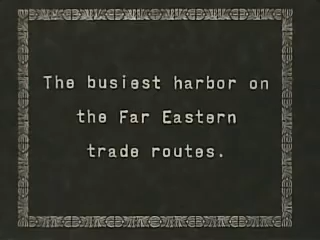 The busiest harbor on
the Far Eastern
trade routes.